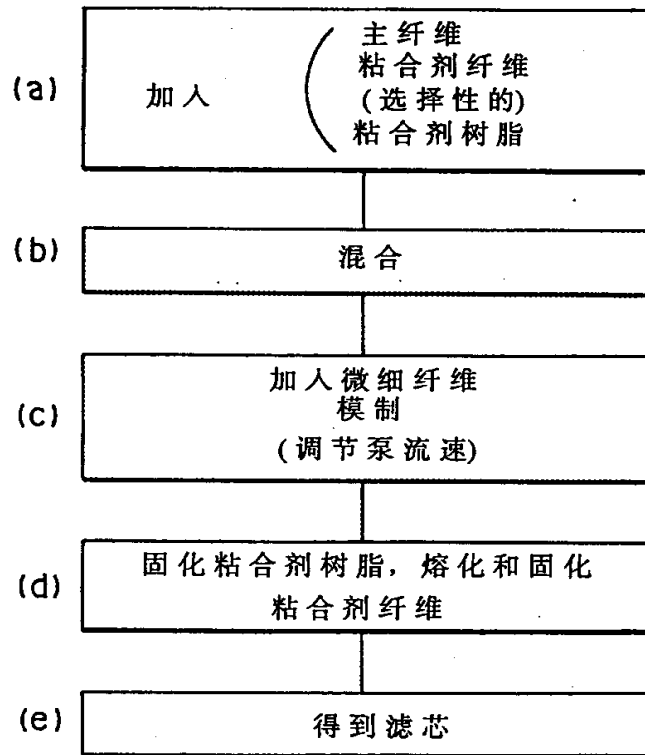 (a)
加入
主纤维
粘合剂纤维
(选择性的)
粘合剂树脂
(b)
混合
(c)
加入微细纤维
模制
(调节泵流速)
(d)
固化粘合剂树脂，熔化和固化
粘合剂纤维
(e)
得到滤芯